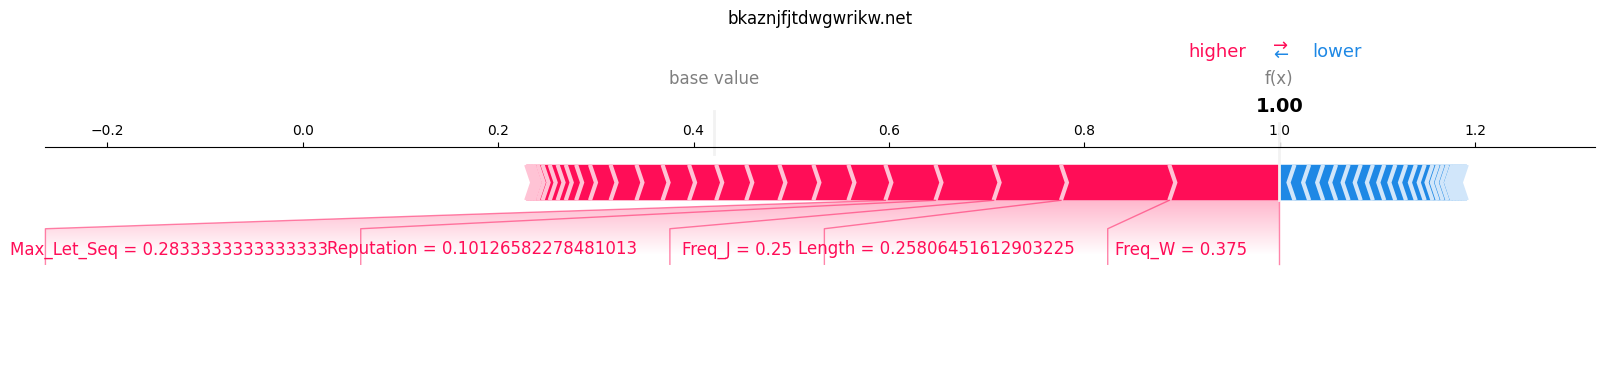 bkaznjfjtdwgwrikw.net
higher → ← lower
base value f(x)
1.00
−0.2 0.0 0.2 0.4 0.6 0.8 1.0 1.2
Max_Let_Seq = 0.2833333333333333 Reputation = 0.10126582278481013 Freq_J = 0.25 Length = 0.25806451612903225 Freq_W = 0.375